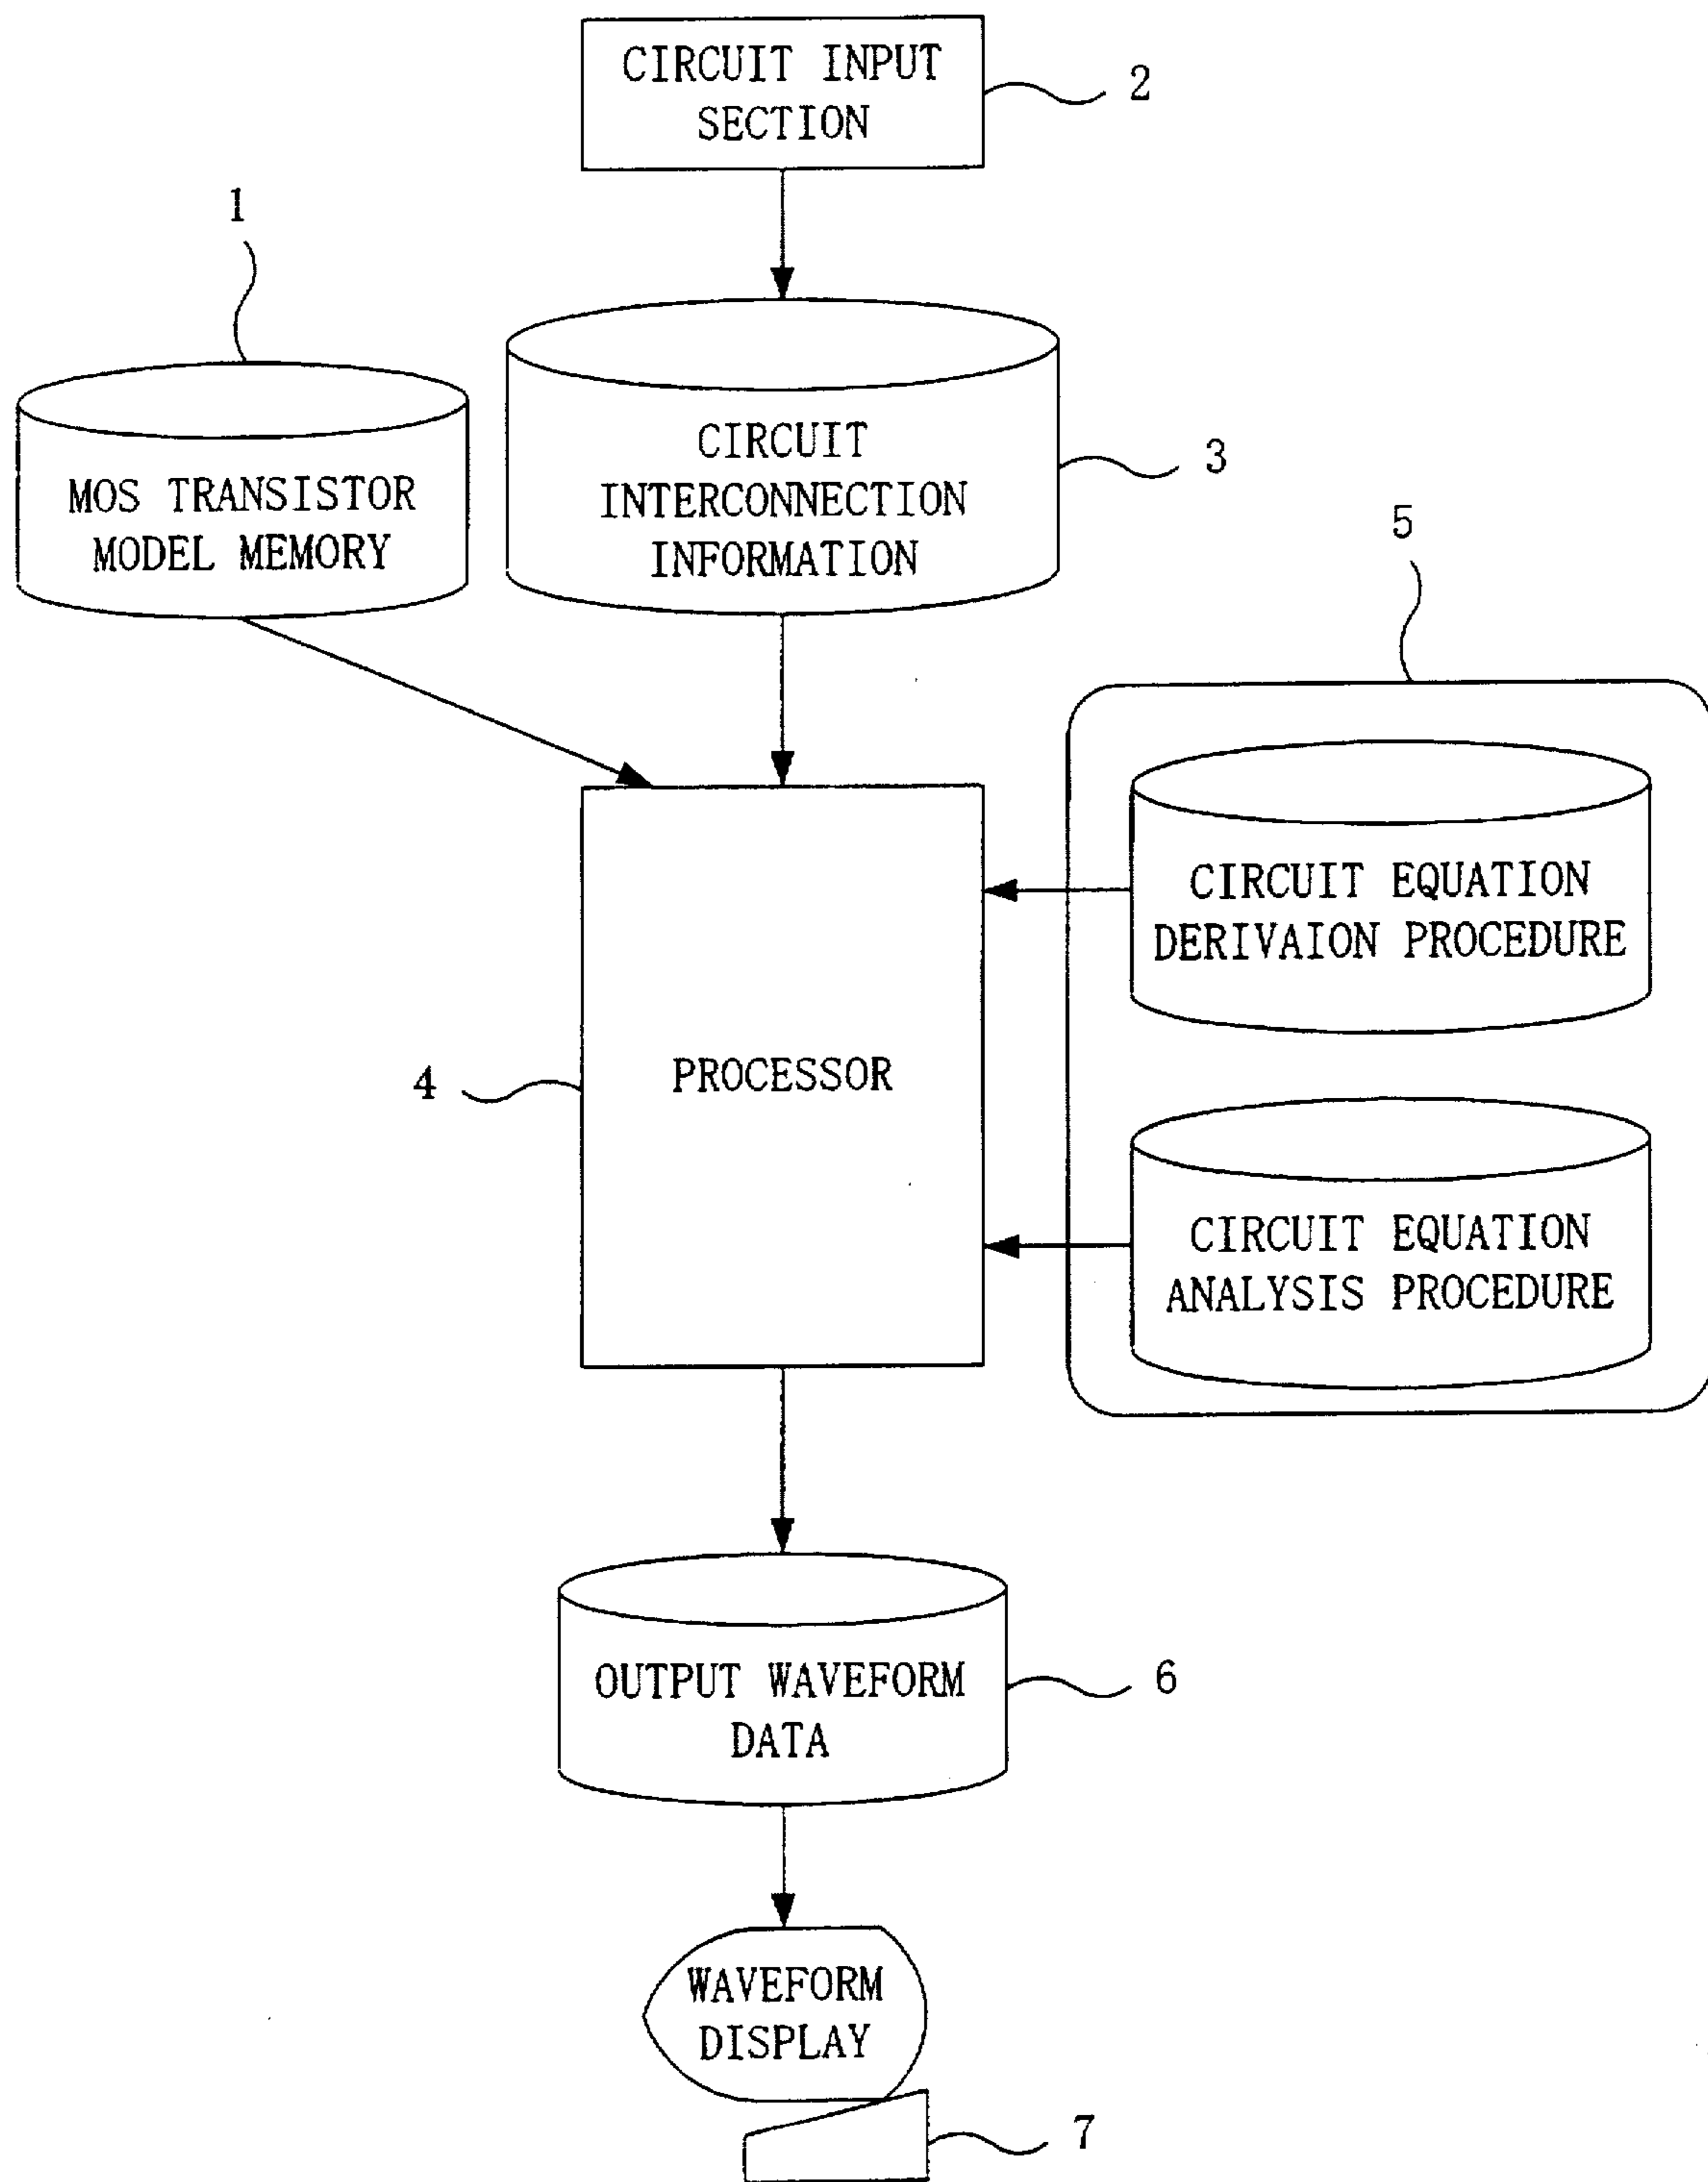 CIRCUIT INPUT
SECTION
2
1
MOS TRANSISTOR
MODEL MEMORY
CIRCUIT
INTERCONNECTION
INFORMATION
3
5
CIRCUIT EQUATION
DERIVAION PROCEDURE
4
PROCESSOR
CIRCUIT EQUATION
ANALYSIS PROCEDURE
OUTPUT WAVEFORM
DATA
6
WAVEFORM
DISPLAY
7